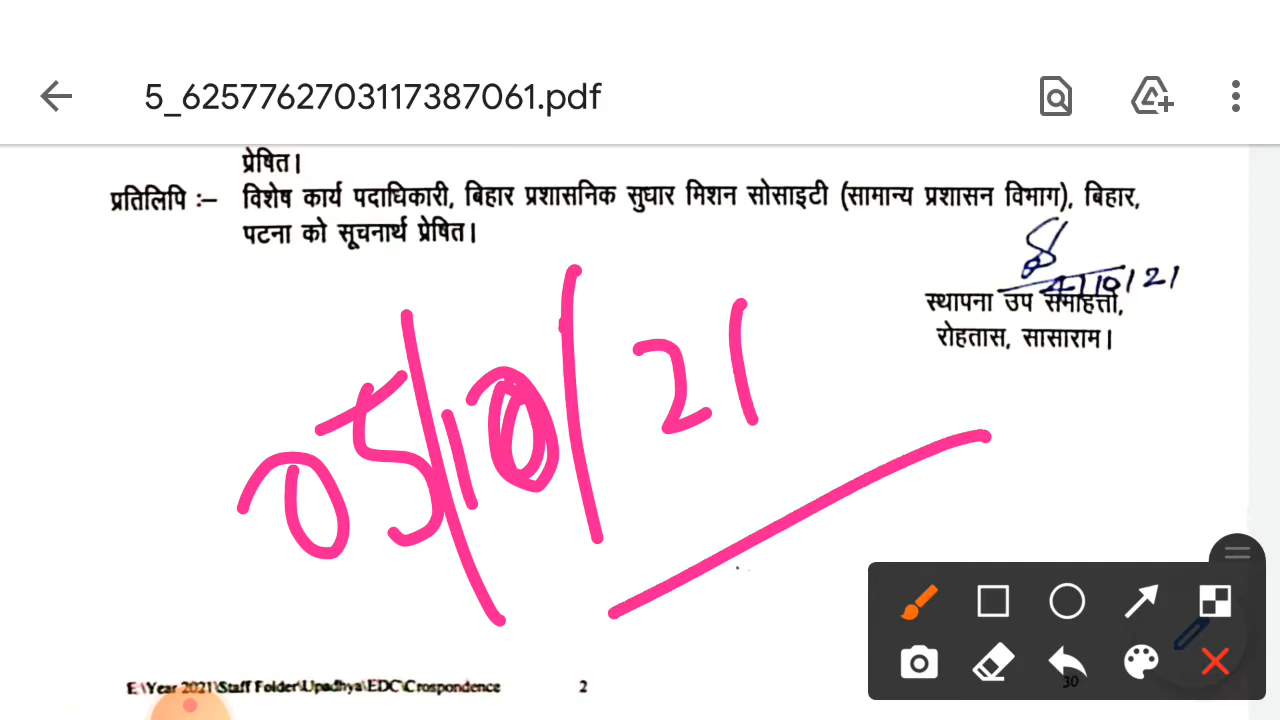 5_6257762703117387061.pdf
प्रेषित।
प्रतिलिपि :– विशेष कार्य पदाधिकारी, बिहार प्रशासनिक सुधार मिशन सोसाइटी (सामान्य प्रशासन विभाग), बिहार,
पटना को सूचनार्थ प्रेषित।
4/10/21
स्थापना उप समाहर्त्ता,
रोहतास, सासाराम।
05/10/21
E:\Year 2021\Staff Folder\Upadhya\EDC\Crospondence 2 30